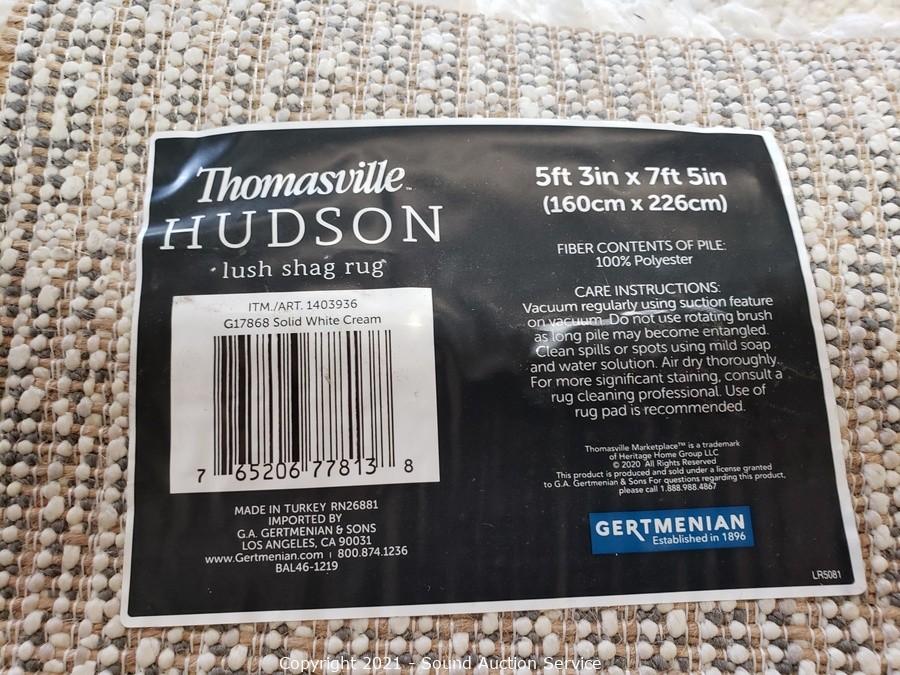 Thomasville™
HUDSON
lush shag rug
ITM./ART. 1403936
G17868 Solid White Cream
7 65206 77813 8
MADE IN TURKEY RN26881
IMPORTED BY
G.A. GERTMENIAN & SONS
LOS ANGELES, CA 90031
www.Gertmenian.com | 800.874.1236
BAL46-1219
5ft 3in x 7ft 5in
(160cm x 226cm)
FIBER CONTENTS OF PILE:
100% Polyester
CARE INSTRUCTIONS:
Vacuum regularly using suction feature
on vacuum. Do not use rotating brush
as long pile may become entangled.
Clean spills or spots using mild soap
and water solution. Air dry thoroughly.
For more significant staining, consult a
rug cleaning professional. Use of
rug pad is recommended.
Thomasville Marketplace™ is a trademark
of Heritage Home Group LLC
© 2020 All Rights Reserved
This product is produced and sold under a license granted
to G.A. Gertmenian & Sons For questions regarding this product,
please call 1.888.988.4867
GERTMENIAN
Established in 1896
LR5081
Copyright 2021 - Sound Auction Service